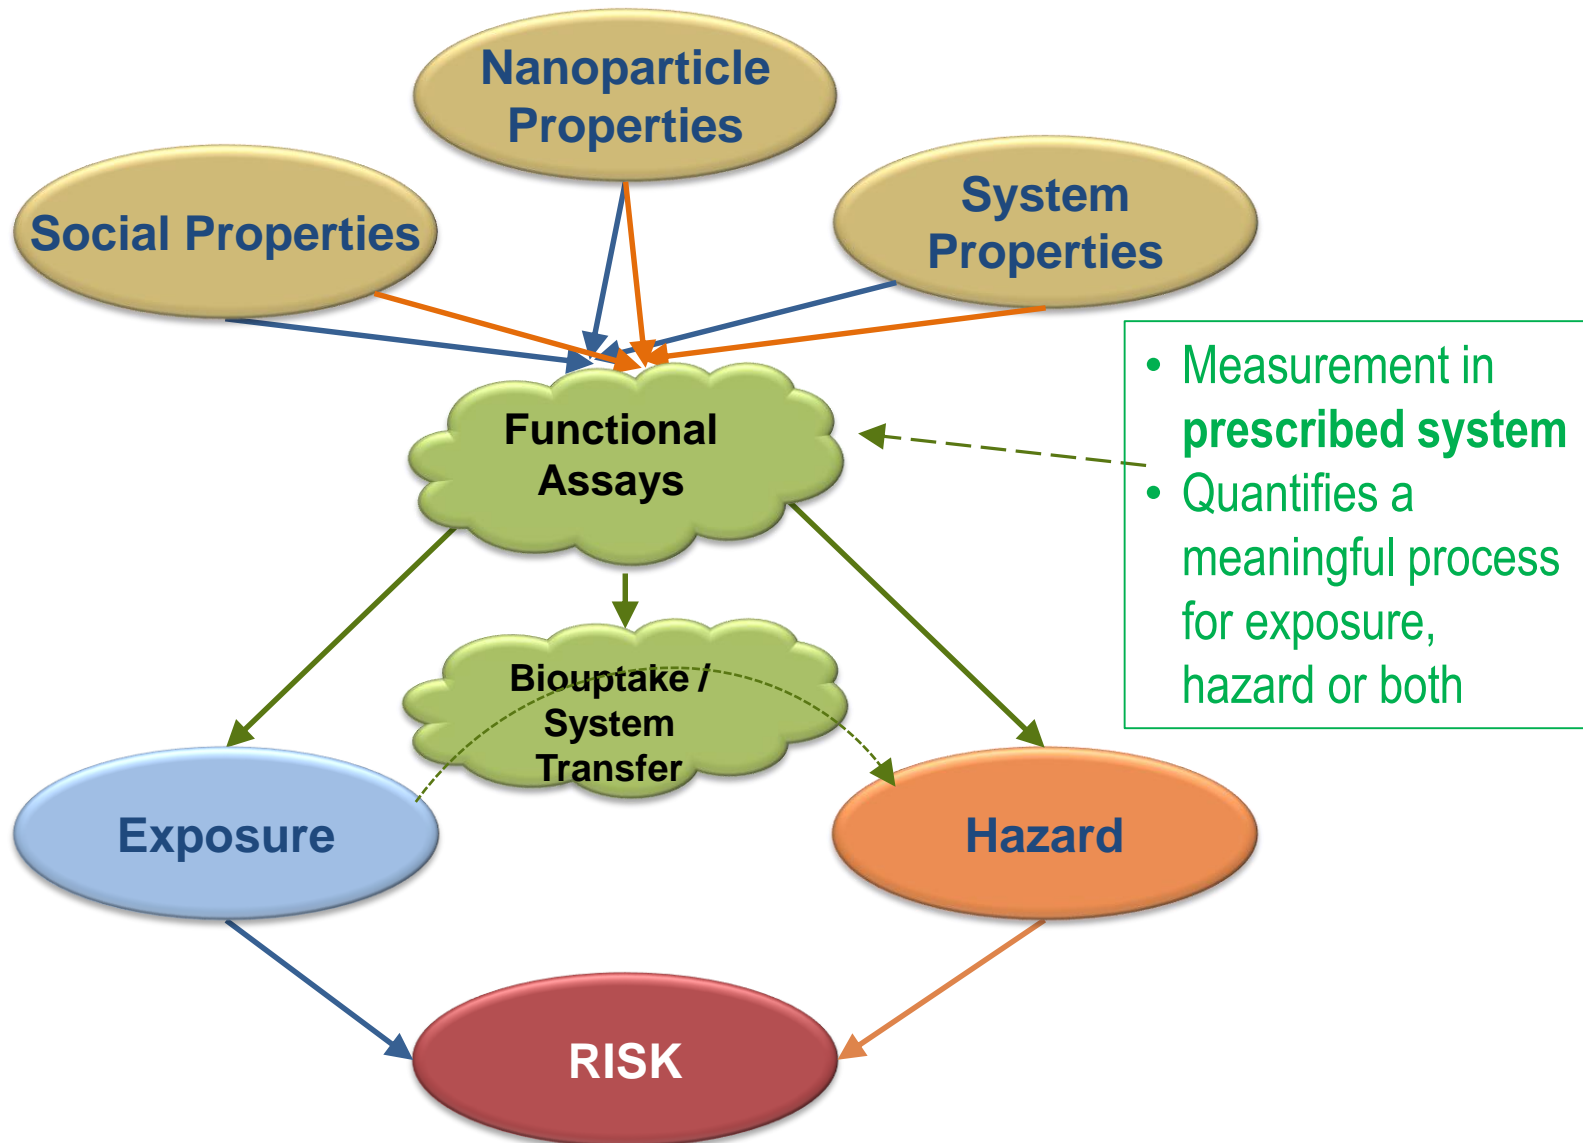 Nanoparticle
Properties
Social Properties
System
Properties
Functional
Assays
• Measurement in
prescribed system
• Quantifies a
meaningful process
for exposure,
hazard or both
Biouptake /
System
Transfer
Exposure
Hazard
RISK